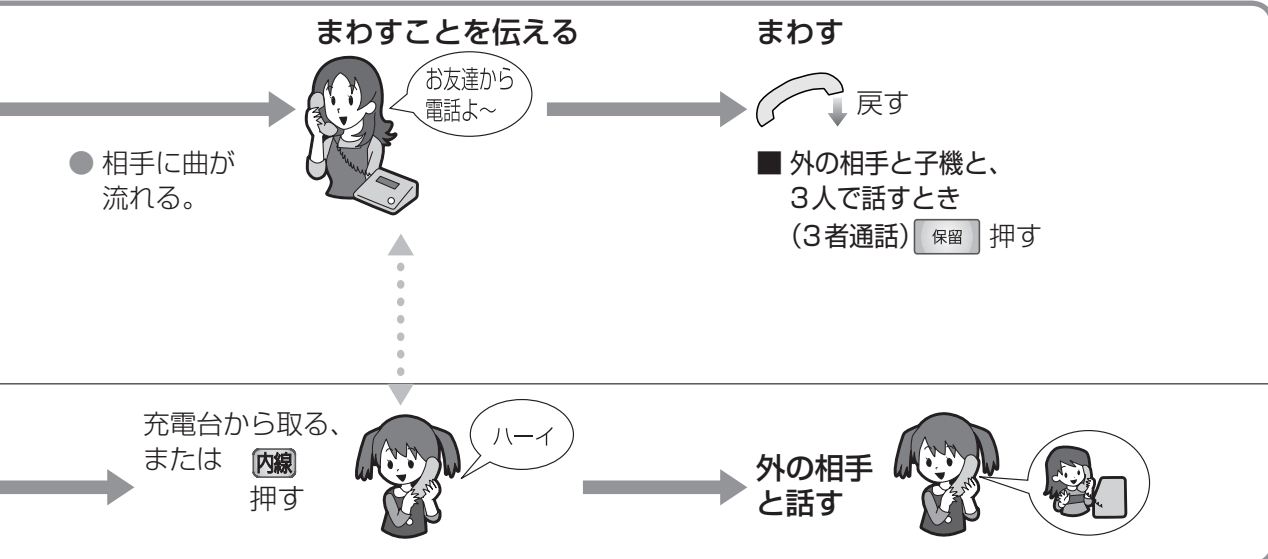 まわすことを伝える
お友達から
電話よ～
● 相手に曲が
流れる。
まわす
戻す
■ 外の相手と子機と、
3人で話すとき
(3者通話) 保留 押す
充電台から取る、
または 内線
押す
ハーイ
外の相手
と話す